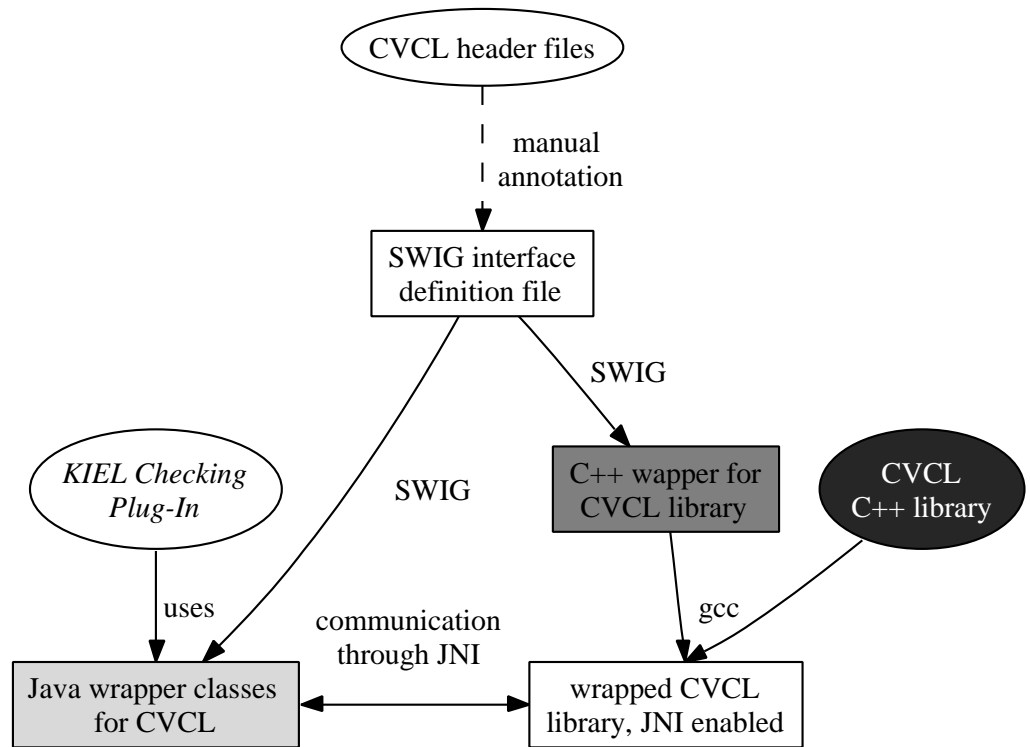 CVCL header files
manual
annotation
SWIG interface
definition file
SWIG
KIEL Checking
Plug-In
SWIG
C++ wapper for
CVCL library
CVCL
C++ library
uses
communication
through JNI
gcc
Java wrapper classes
for CVCL
wrapped CVCL
library, JNI enabled